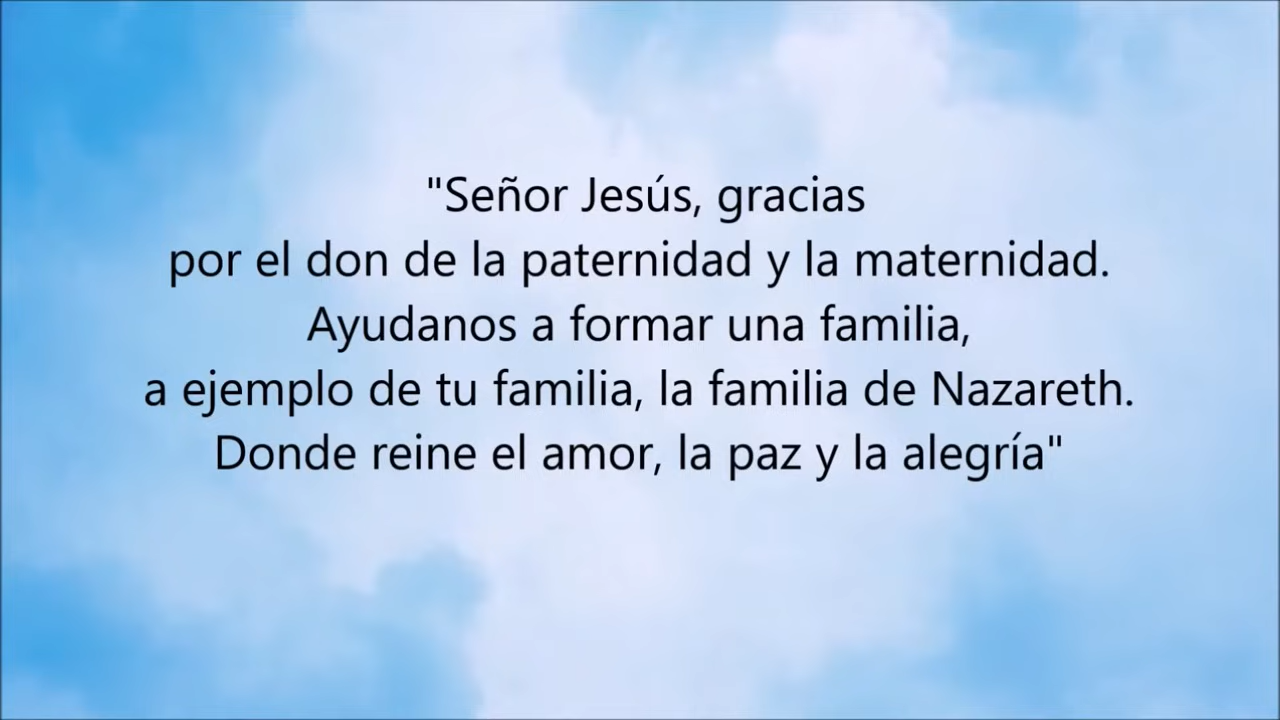 "Señor Jesús, gracias
por el don de la paternidad y la maternidad.
Ayudanos a formar una familia,
a ejemplo de tu familia, la familia de Nazareth.
Donde reine el amor, la paz y la alegría"